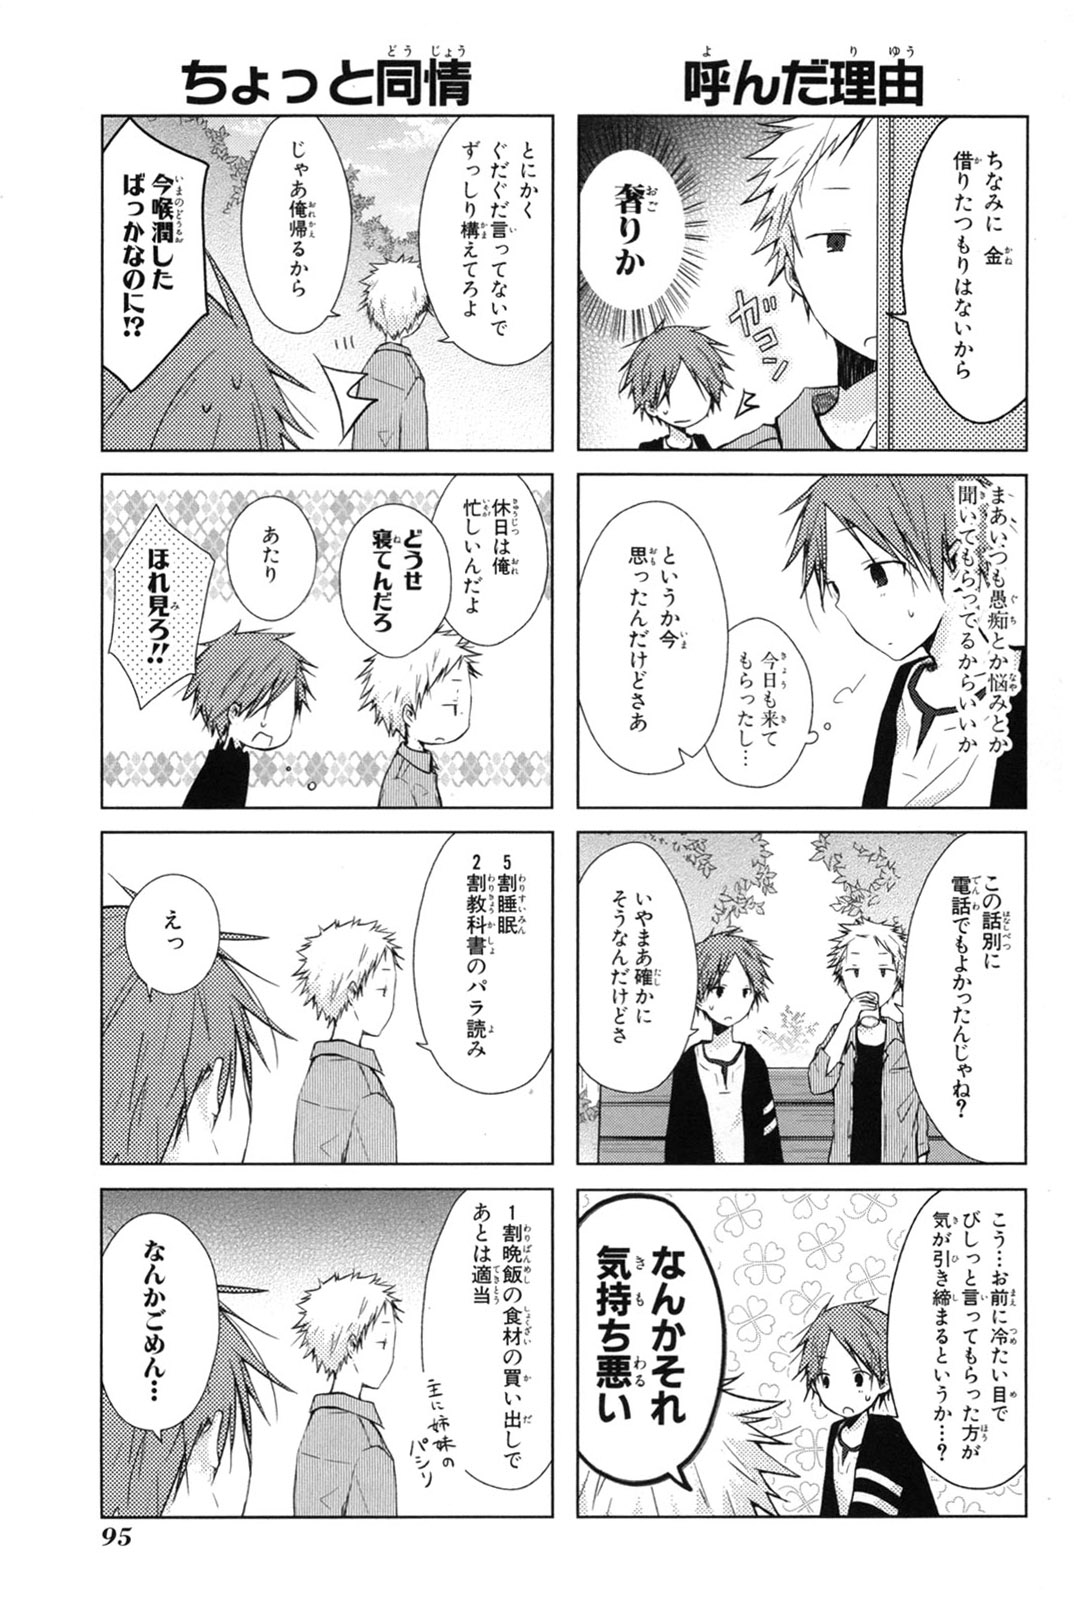 呼んだ理由
ちなみに 金
借りたつもりはないから
奢りか
ガコン
まあいつも愚痴とか悩みとか
聞いてもらってるからいいか
今日も来て
もらったし…
というか今
思ったんだけどさあ
この話別に
電話でもよかったんじゃね?
いやまあ確かに
そうなんだけどさ
こう…お前に冷たい目で
びしっと言ってもらった方が
気が引き締まるというか…?
なんかそれ
気持ち悪い
ちょっと同情
とにかく
ぐだぐだ言ってないで
ずっしり構えてろよ
じゃあ俺帰るから
今喉潤した
ばっかなのに!?
休日は俺
忙しいんだよ
どうせ
寝てんだろ
あたり
ほれ見ろ!!
5割睡眠
2割教科書のパラ読み
えっ
1割晩飯の食材の買い出しで
あとは適当
主に姉妹の
パシリ
なんかごめん…
95